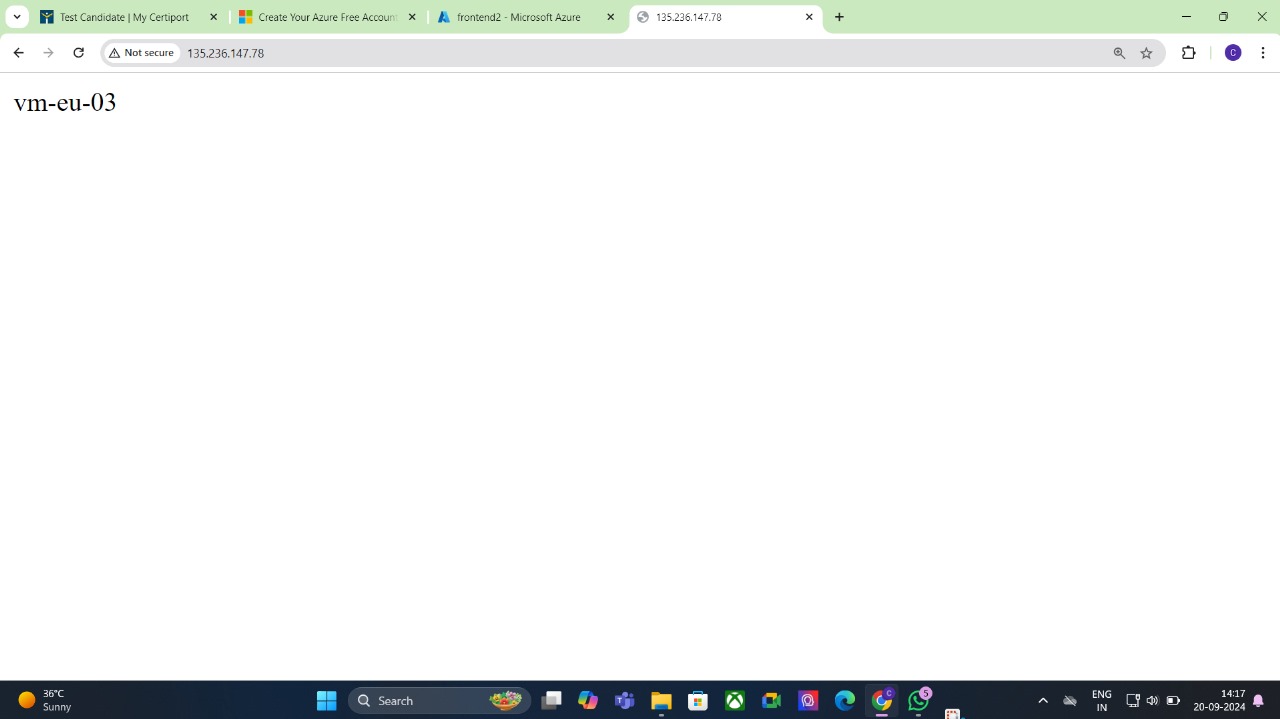 Test Candidate | My Certiport
Create Your Azure Free Accoun
frontend2 - Microsoft Azure
135.236.147.78
Not secure
135.236.147.78
C
vm-eu-03
36°C
Sunny
Search
C
5
ENG
IN
14:17
20-09-2024